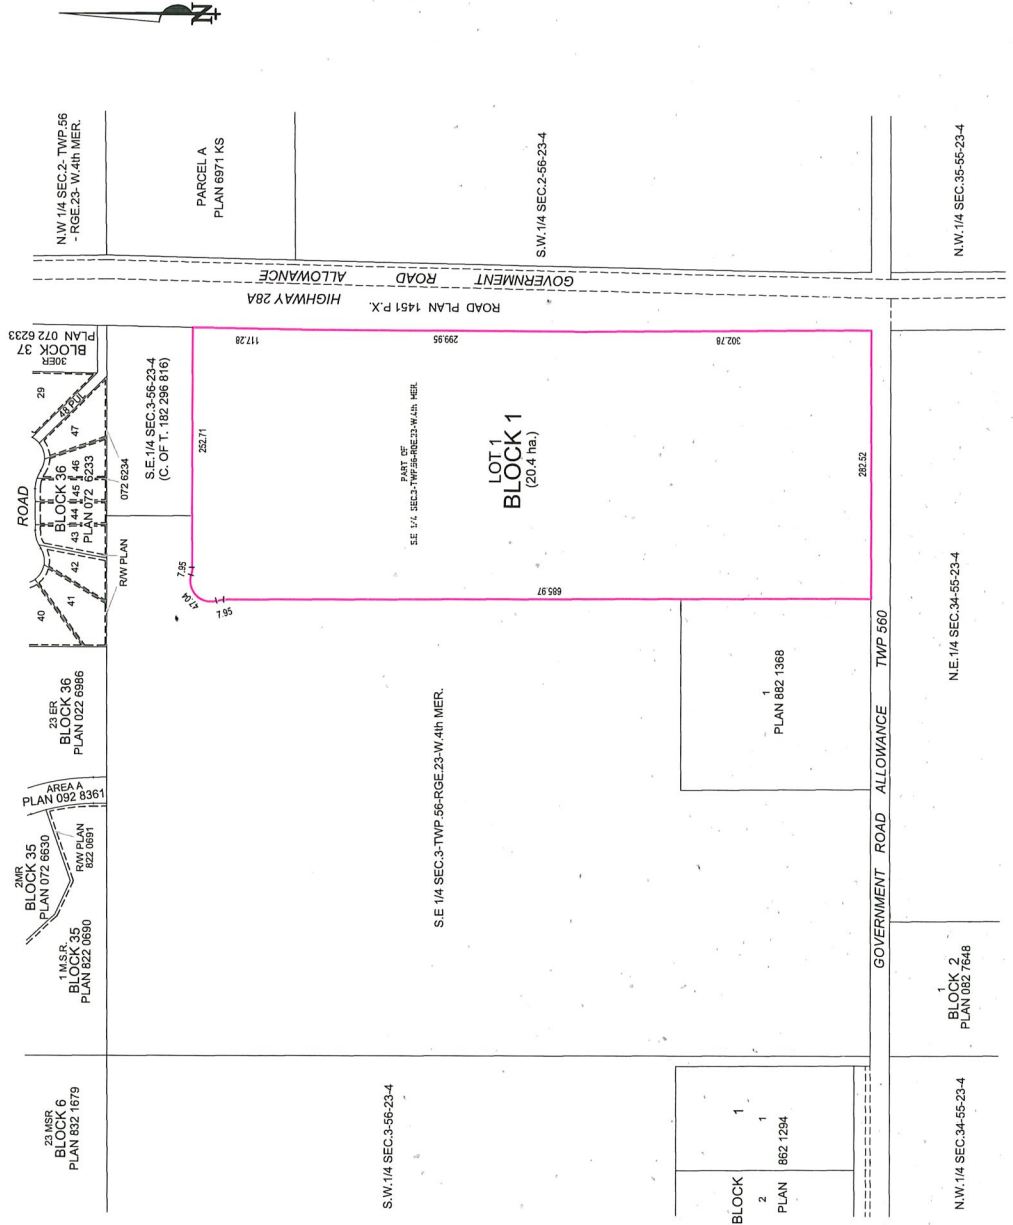 N
N.W 1/4 SEC.2- TWP.56
- RGE.23- W.4th MER.
PARCEL A
PLAN 6971 KS
S.W.1/4 SEC.2-56-23-4
N.W.1/4 SEC.35-55-23-4
GOVERNMENT ROAD ALLOWANCE
HIGHWAY 28A
ROAD PLAN 1451 P.X.
30ER
BLOCK 37
PLAN 072 6233
29
48 PUL
47
46
45
44
43
42
41
40
ROAD
BLOCK 36
PLAN 072 6233
072 6234
R/W PLAN
S.E.1/4 SEC.3-56-23-4
(C. OF T. 182 296 816)
117.28
299.95
302.78
252.71
7.95
47.04
7.95
685.97
282.52
PART OF
S.E 1/4 SEC.3-TWP.56-RGE.23-W.4th MER.
LOT 1
BLOCK 1
(20.4 ha.)
23 ER
BLOCK 36
PLAN 022 6986
AREA A
PLAN 092 8361
R/W PLAN
822 0691
2MR
BLOCK 35
PLAN 072 6630
1 M.S.R.
BLOCK 35
PLAN 822 0690
S.E 1/4 SEC.3-TWP.56-RGE.23-W.4th MER.
1
PLAN 882 1368
GOVERNMENT ROAD ALLOWANCE TWP 560
N.E.1/4 SEC.34-55-23-4
1
BLOCK 2
PLAN 082 7648
23 MSR
BLOCK 6
PLAN 832 1679
S.W.1/4 SEC.3-56-23-4
BLOCK 1
2 1
PLAN 862 1294
N.W.1/4 SEC.34-55-23-4